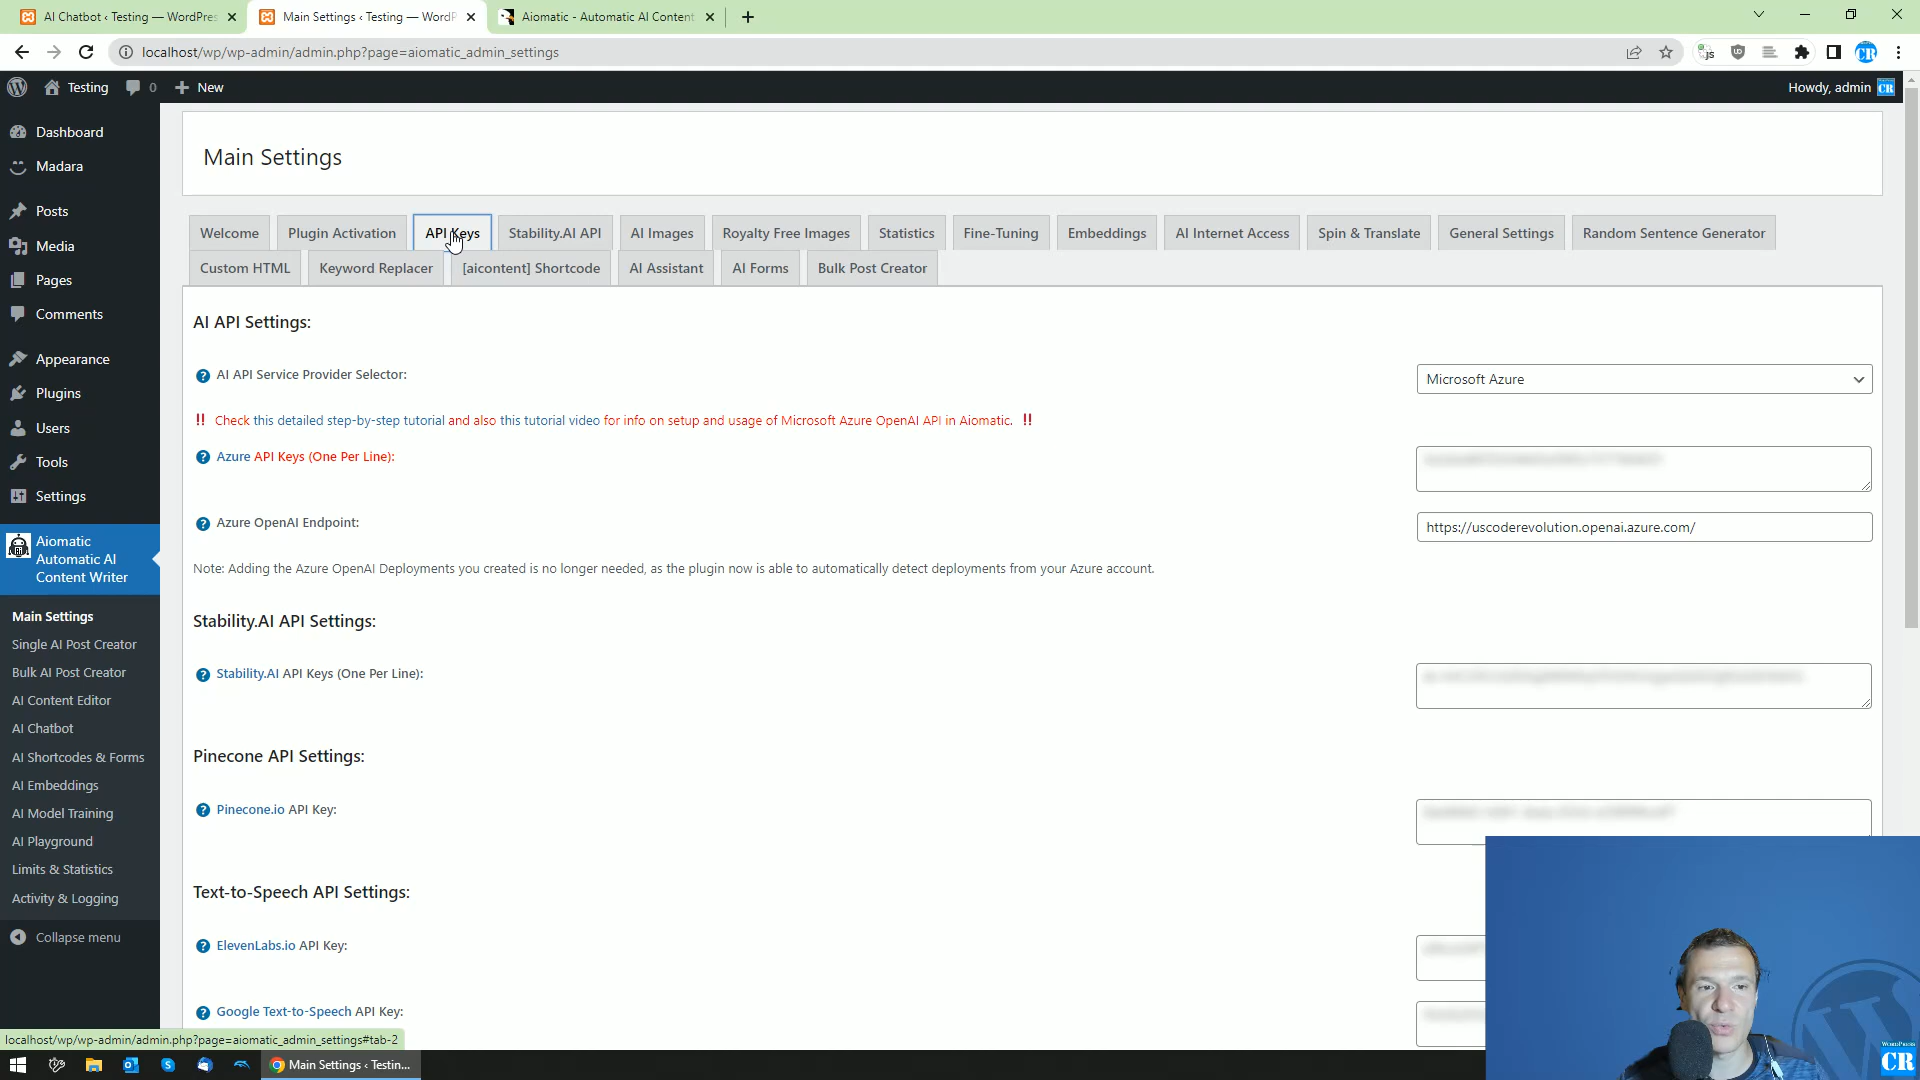 AI Chatbot ‹ Testing — WordPres
Main Settings ‹ Testing — WordP
Aiomatic - Automatic AI Content
localhost/wp/wp-admin/admin.php?page=aiomatic_admin_settings
Testing
0
New
Howdy, admin
Dashboard
Madara
Posts
Media
Pages
Comments
Appearance
Plugins
Users
Tools
Settings
Aiomatic
Automatic AI
Content Writer
Main Settings
Single AI Post Creator
Bulk AI Post Creator
AI Content Editor
AI Chatbot
AI Shortcodes & Forms
AI Embeddings
AI Model Training
AI Playground
Limits & Statistics
Activity & Logging
Collapse menu
Main Settings
Welcome Plugin Activation API Keys Stability.AI API AI Images Royalty Free Images Statistics Fine-Tuning Embeddings AI Internet Access Spin & Translate General Settings Random Sentence Generator
Custom HTML Keyword Replacer [aicontent] Shortcode AI Assistant AI Forms Bulk Post Creator
AI API Settings:
AI API Service Provider Selector:
Microsoft Azure
!! Check this detailed step-by-step tutorial and also this tutorial video for info on setup and usage of Microsoft Azure OpenAI API in Aiomatic. !!
Azure API Keys (One Per Line):
Azure OpenAI Endpoint:
https://uscoderevolution.openai.azure.com/
Note: Adding the Azure OpenAI Deployments you created is no longer needed, as the plugin now is able to automatically detect deployments from your Azure account.
Stability.AI API Settings:
Stability.AI API Keys (One Per Line):
Pinecone API Settings:
Pinecone.io API Key:
Text-to-Speech API Settings:
ElevenLabs.io API Key:
Google Text-to-Speech API Key:
localhost/wp/wp-admin/admin.php?page=aiomatic_admin_settings#tab-2
Main Settings ‹ Testin...
WORDPRESS
CR